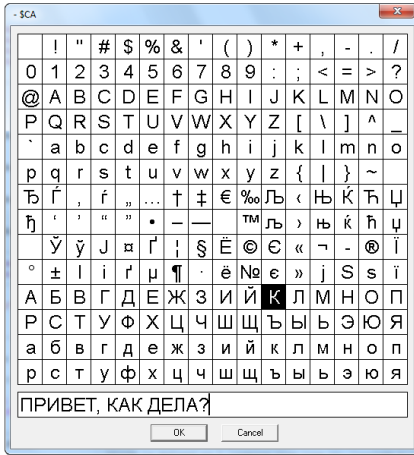 - $CA
! " # $ % & ' ( ) * + , - . /
0 1 2 3 4 5 6 7 8 9 : ; < = > ?
@ A B C D E F G H I J K L M N O
P Q R S T U V W X Y Z [ \ ] ^ _
` a b c d e f g h i j k l m n o
p q r s t u v w x y z { | } ~
Ђ Ѓ ‚ ѓ „ … † ‡ € ‰ Љ ‹ Њ Ќ Ћ Џ
ђ ‘ ’ “ ” • – — ™ љ › њ ќ ћ џ
Ў ў Ј ¤ Ґ ¦ § Ё © Є « ¬ - ® Ї
° ± І і ґ µ ¶ · ё № є » ј Ѕ ѕ ї
А Б В Г Д Е Ж З И Й К Л М Н О П
Р С Т У Ф Х Ц Ч Ш Щ Ъ Ы Ь Э Ю Я
а б в г д е ж з и й к л м н о п
р с т у ф х ц ч ш щ ъ ы ь э ю я
ПРИВЕТ, КАК ДЕЛА?
OK Cancel